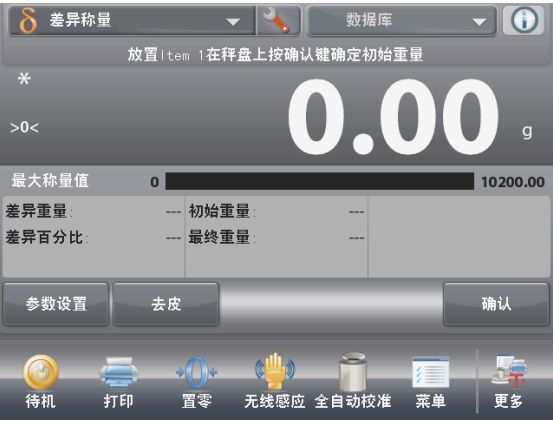 δ 差异称量 数据库
放置Item 1在秤盘上按确认键确定初始重量
*
>0< 0.00 g
最大称量值 0 10200.00
差异重量: --- 初始重量: ---
差异百分比: --- 最终重量: ---
参数设置 去皮 确认
待机 打印 置零 无线感应 全自动校准 菜单 更多